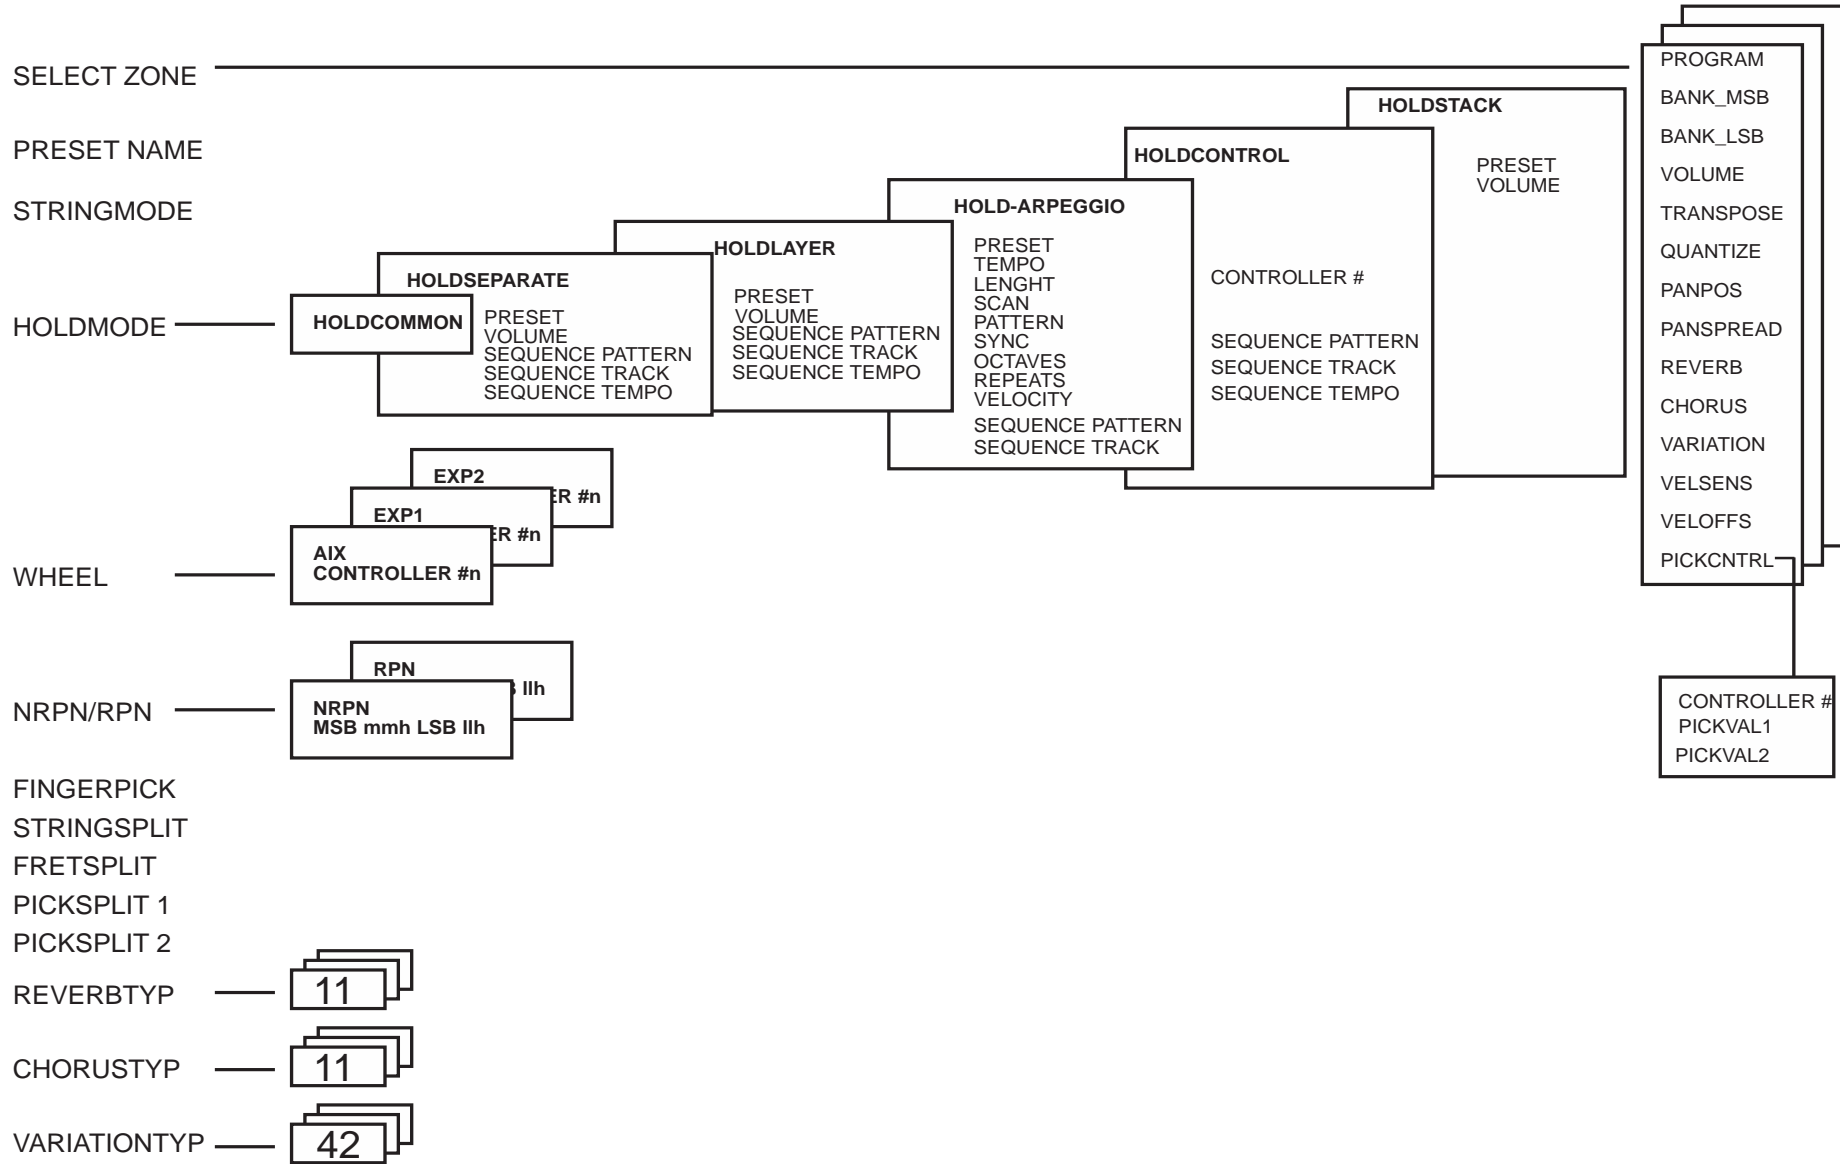 SELECT ZONE
PRESET NAME
STRINGMODE
HOLDMODE
HOLDCOMMON
HOLDSEPARATE
PRESET
VOLUME
SEQUENCE PATTERN
SEQUENCE TRACK
SEQUENCE TEMPO
HOLDLAYER
PRESET
VOLUME
SEQUENCE PATTERN
SEQUENCE TRACK
SEQUENCE TEMPO
HOLD-ARPEGGIO
PRESET
TEMPO
LENGHT
SCAN
PATTERN
SYNC
OCTAVES
REPEATS
VELOCITY
SEQUENCE PATTERN
SEQUENCE TRACK
HOLDCONTROL
CONTROLLER #
SEQUENCE PATTERN
SEQUENCE TRACK
SEQUENCE TEMPO
HOLDSTACK
PRESET
VOLUME
PROGRAM
BANK_MSB
BANK_LSB
VOLUME
TRANSPOSE
QUANTIZE
PANPOS
PANSPREAD
REVERB
CHORUS
VARIATION
VELSENS
VELOFFS
PICKCNTRL
CONTROLLER #
PICKVAL1
PICKVAL2
WHEEL
AIX
CONTROLLER #n
EXP1
ER #n
EXP2
ER #n
NRPN/RPN
NRPN
MSB mmh LSB llh
RPN
llh
FINGERPICK
STRINGSPLIT
FRETSPLIT
PICKSPLIT 1
PICKSPLIT 2
REVERBTYP
11
CHORUSTYP
11
VARIATIONTYP
42